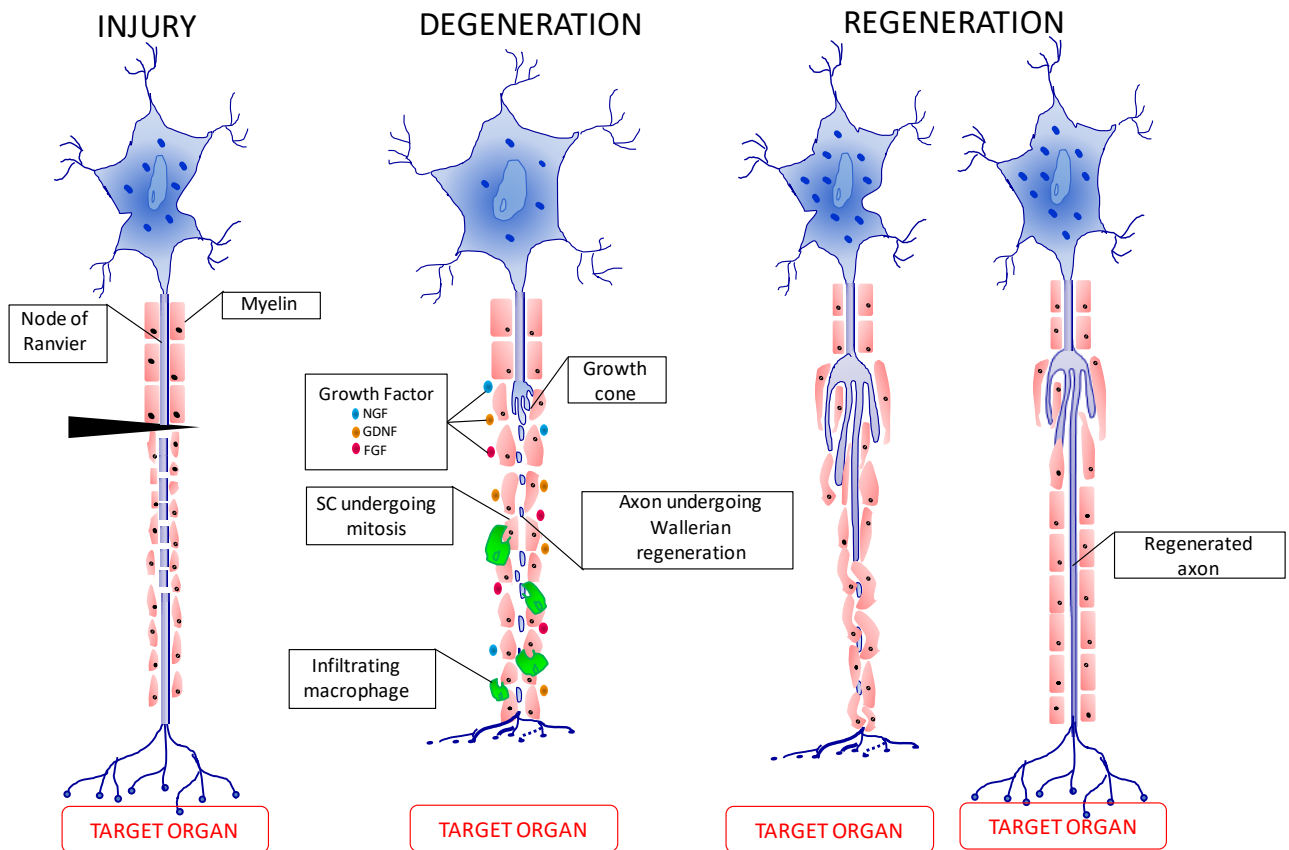 INJURY
DEGENERATION
REGENERATION
Node of
Ranvier
Myelin
Growth Factor
NGF
GDNF
FGF
Growth
cone
SC undergoing
mitosis
Axon undergoing
Wallerian
regeneration
Infiltrating
macrophage
Regenerated
axon
TARGET ORGAN
TARGET ORGAN
TARGET ORGAN
TARGET ORGAN